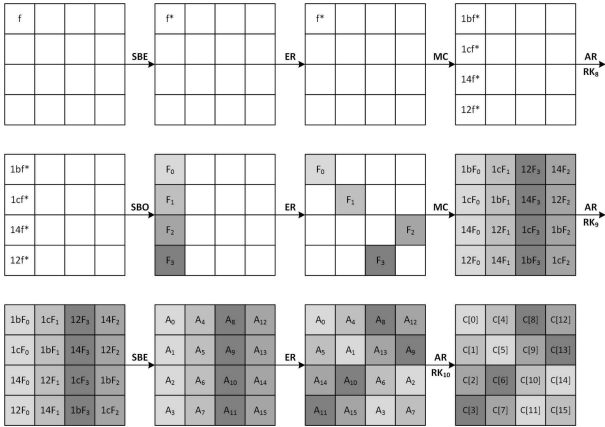 f f* f* 1bf*
1cf*
SBE ER MC AR
RK₈
14f*
12f*
1bf* F₀ F₀ 1bF₀ 1cF₁ 12F₃ 14F₂
1cf* F₁ F₁ 1cF₀ 1bF₁ 14F₃ 12F₂
SBO ER MC AR
RK₉
14f* F₂ F₂ 14F₀ 12F₁ 1cF₃ 1bF₂
12f* F₃ F₃ 12F₀ 14F₁ 1bF₃ 1cF₂
1bF₀ 1cF₁ 12F₃ 14F₂ A₀ A₄ A₈ A₁₂ A₀ A₄ A₈ A₁₂ C[0] C[4] C[8] C[12]
1cF₀ 1bF₁ 14F₃ 12F₂ A₁ A₅ A₉ A₁₃ A₅ A₁ A₁₃ A₉ C[1] C[5] C[9] C[13]
SBE ER AR
RK₁₀
14F₀ 12F₁ 1cF₃ 1bF₂ A₂ A₆ A₁₀ A₁₄ A₁₄ A₁₀ A₆ A₂ C[2] C[6] C[10] C[14]
12F₀ 14F₁ 1bF₃ 1cF₂ A₃ A₇ A₁₁ A₁₅ A₁₁ A₁₅ A₃ A₇ C[3] C[7] C[11] C[15]